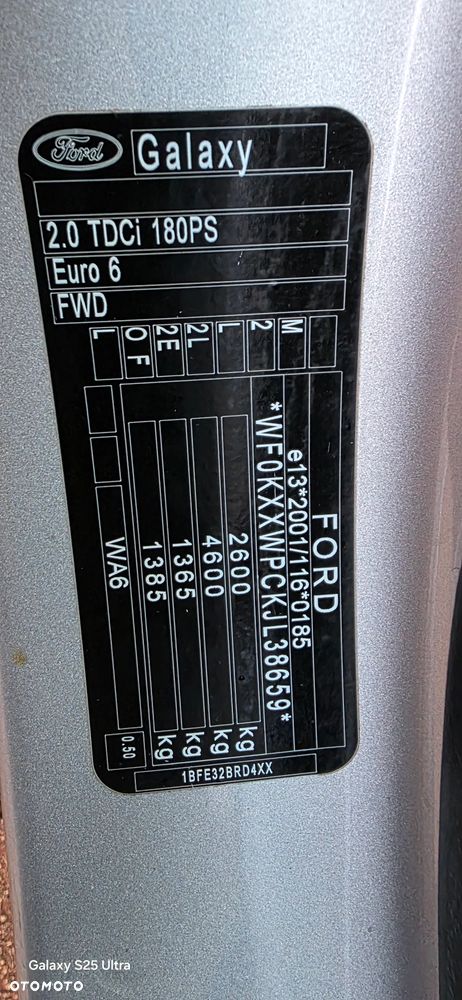 Ford
Galaxy
2.0 TDCi 180PS
Euro 6
FWD
FORD
e13*2001/116*0185
*WF0KXXWPCKJL38659*
2600 kg
4600 kg
1365 kg
1385 kg
M
2
L
2L
2E
O F
L
WA6
0.50
1BFE32BRD4XX
Galaxy S25 Ultra
OTOMOTO